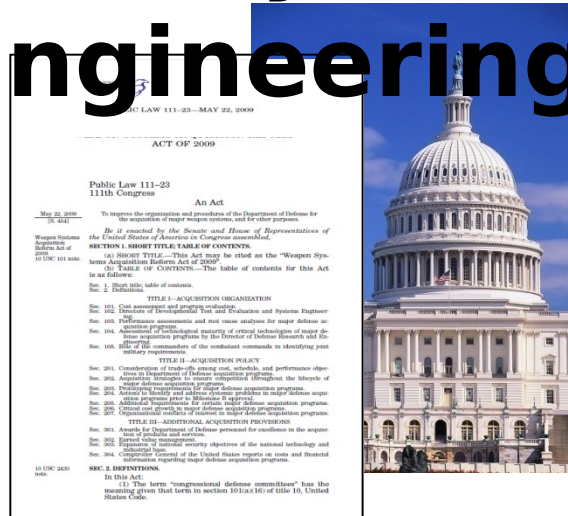 ngineering
PUBLIC LAW 111–23—MAY 22, 2009
ACT OF 2009
Public Law 111–23
111th Congress
An Act
May 22, 2009
[S. 454]
To improve the organization and procedures of the Department of Defense for
the acquisition of major weapon systems, and for other purposes.
Be it enacted by the Senate and House of Representatives of
the United States of America in Congress assembled,
Weapon Systems
Acquisition
Reform Act of
2009.
10 USC 101 note.
SECTION 1. SHORT TITLE; TABLE OF CONTENTS.
(a) SHORT TITLE.—This Act may be cited as the “Weapon Sys-
tems Acquisition Reform Act of 2009”.
(b) TABLE OF CONTENTS.—The table of contents for this Act
is as follows:
Sec. 1. Short title; table of contents.
Sec. 2. Definitions.
TITLE I—ACQUISITION ORGANIZATION
Sec. 101. Cost assessment and program evaluation.
Sec. 102. Directors of Developmental Test and Evaluation and Systems Engineer-
ing.
Sec. 103. Performance assessments and root cause analyses for major defense ac-
quisition programs.
Sec. 104. Assessment of technological maturity of critical technologies of major de-
fense acquisition programs by the Director of Defense Research and En-
gineering.
Sec. 105. Role of the commanders of the combatant commands in identifying joint
military requirements.
TITLE II—ACQUISITION POLICY
Sec. 201. Consideration of trade-offs among cost, schedule, and performance objec-
tives in Department of Defense acquisition programs.
Sec. 202. Acquisition strategies to ensure competition throughout the lifecycle of
major defense acquisition programs.
Sec. 203. Prototyping requirements for major defense acquisition programs.
Sec. 204. Actions to identify and address systemic problems in major defense acqui-
sition programs prior to Milestone B approval.
Sec. 205. Additional requirements for certain major defense acquisition programs.
Sec. 206. Critical cost growth in major defense acquisition programs.
Sec. 207. Organizational conflicts of interest in major defense acquisition programs.
TITLE III—ADDITIONAL ACQUISITION PROVISIONS
Sec. 301. Awards for Department of Defense personnel for excellence in the acquisi-
tion of products and services.
Sec. 302. Earned value management.
Sec. 303. Expansion of national security objectives of the national technology and
industrial base.
Sec. 304. Comptroller General of the United States reports on costs and financial
information regarding major defense acquisition programs.
10 USC 2430
note.
SEC. 2. DEFINITIONS.
In this Act:
(1) The term “congressional defense committees” has the
meaning given that term in section 101(a)(16) of title 10, United
States Code.